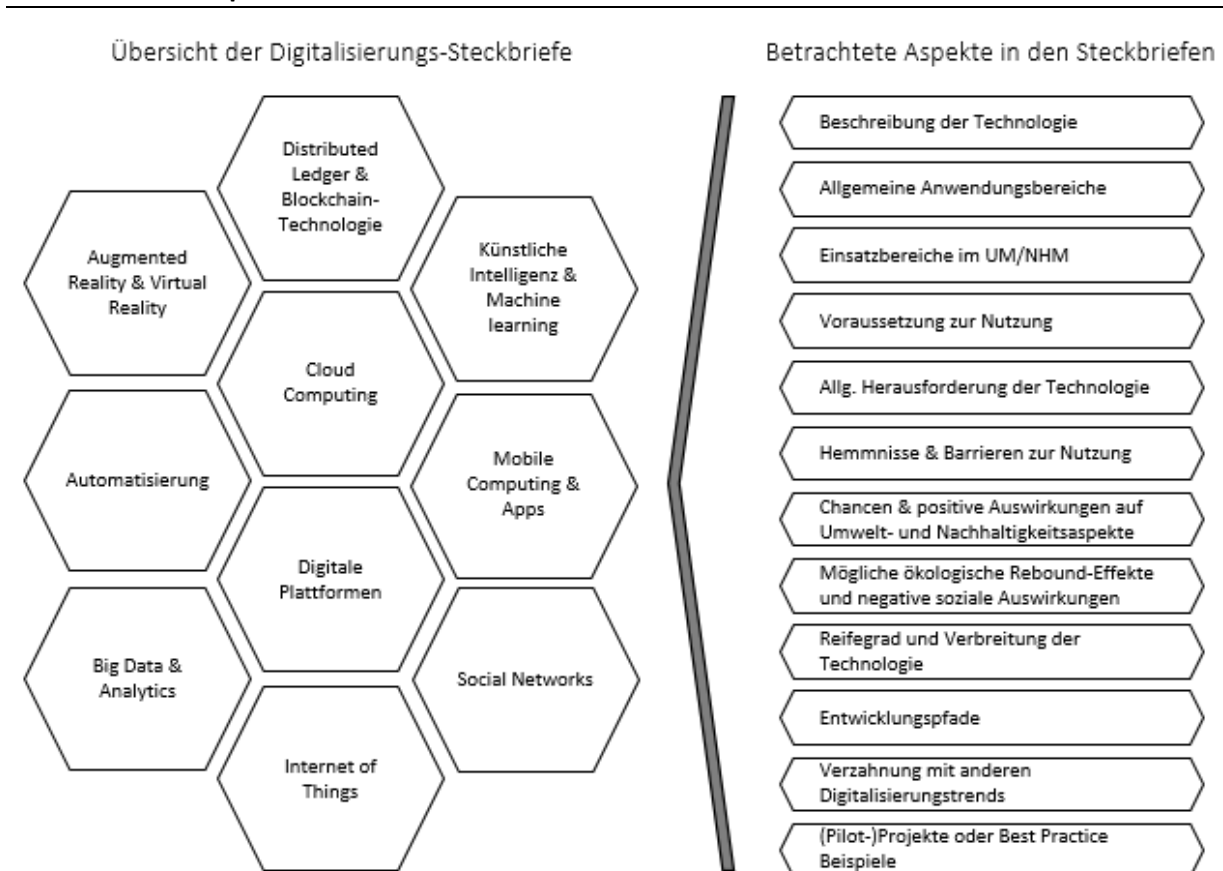 Übersicht der Digitalisierungs-Steckbriefe
Distributed
Ledger &
Blockchain-
Technologie
Augmented
Reality & Virtual
Reality
Künstliche
Intelligenz &
Machine
learning
Cloud
Computing
Automatisierung
Mobile
Computing &
Apps
Digitale
Plattformen
Big Data &
Analytics
Social Networks
Internet of
Things
Betrachtete Aspekte in den Steckbriefen
Beschreibung der Technologie
Allgemeine Anwendungsbereiche
Einsatzbereiche im UM/NHM
Voraussetzung zur Nutzung
Allg. Herausforderung der Technologie
Hemmnisse & Barrieren zur Nutzung
Chancen & positive Auswirkungen auf
Umwelt- und Nachhaltigkeitsaspekte
Mögliche ökologische Rebound-Effekte
und negative soziale Auswirkungen
Reifegrad und Verbreitung der
Technologie
Entwicklungspfade
Verzahnung mit anderen
Digitalisierungstrends
(Pilot-)Projekte oder Best Practice
Beispiele